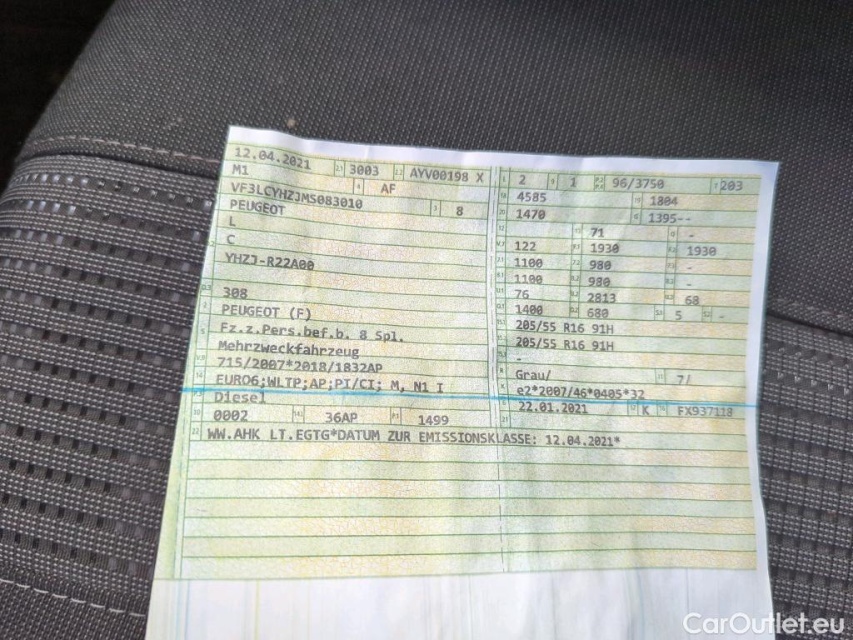 12.04.2021 3003 AYV00198 X
M1 AF
VF3LCYHZJMS083010 8
PEUGEOT
L
C
YHZJ-R22A00
308
PEUGEOT (F)
Fz.z.Pers.bef.b. 8 Spl.
Mehrzweckfahrzeug
715/2007*2018/1832AP
EURO6;WLTP;AP;PI/CI; M, N1 I
Diesel
0002 36AP 1499
WW.AHK LT.EGTG*DATUM ZUR EMISSIONSKLASSE: 12.04.2021*
2 1 96/3750 203
4585 1804
1470 1395--
71 -
122 1930 1930
1100 980 -
1100 980 -
76 2813 68
1400 680 5 -
205/55 R16 91H
205/55 R16 91H
-
Grau/ 7/
e2*2007/46*0405*32
22.01.2021 K FX937118
CarOutlet.eu